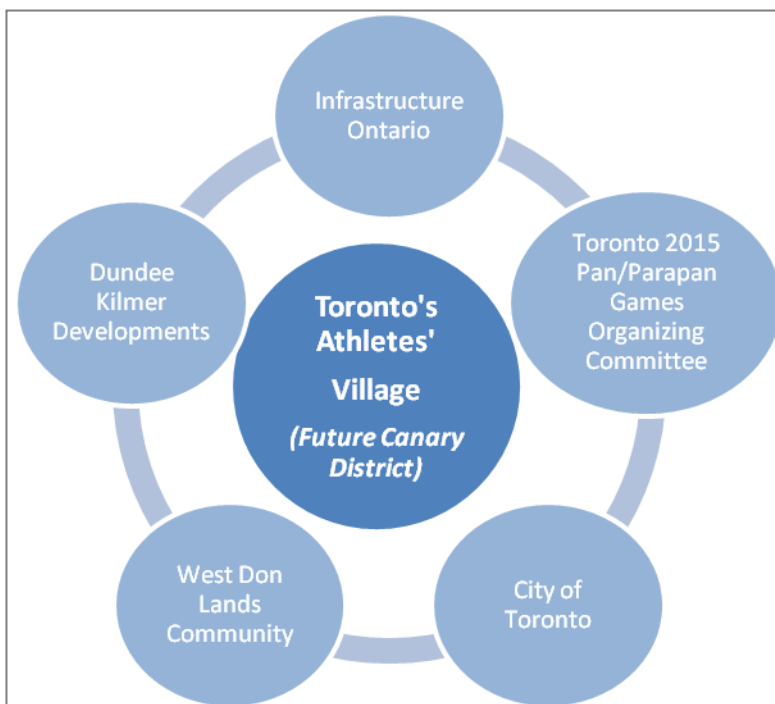 Infrastructure
Ontario
Toronto 2015
Pan/Parapan
Games
Organizing
Committee
City of
Toronto
West Don
Lands
Community
Dundee
Kilmer
Developments
Toronto's
Athletes'
Village
(Future Canary
District)